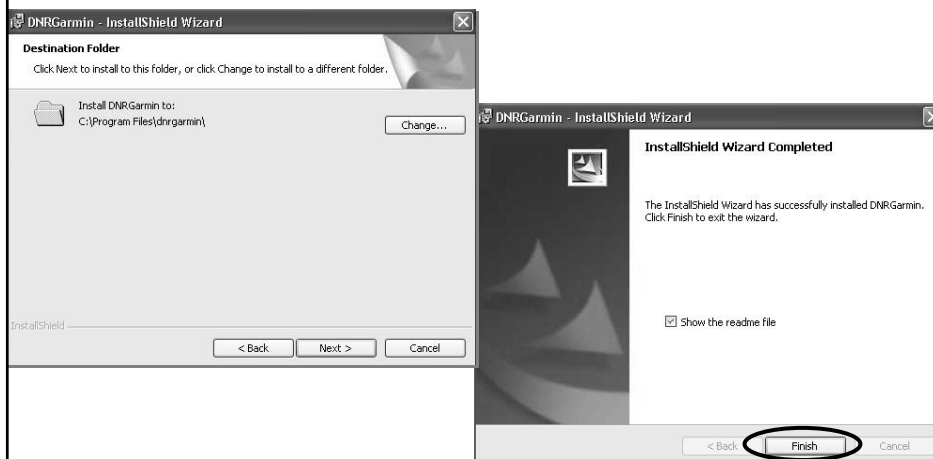 DNRGarmin - InstallShield Wizard
Destination Folder
Click Next to install to this folder, or click Change to install to a different folder.
Install DNRGarmin to:
C:\Program Files\dnrgarmin\
Change...
InstallShield
< Back
Next >
Cancel
DNRGarmin - InstallShield Wizard
InstallShield Wizard Completed
The InstallShield Wizard has successfully installed DNRGarmin.
Click Finish to exit the wizard.
Show the readme file
< Back
Finish
Cancel